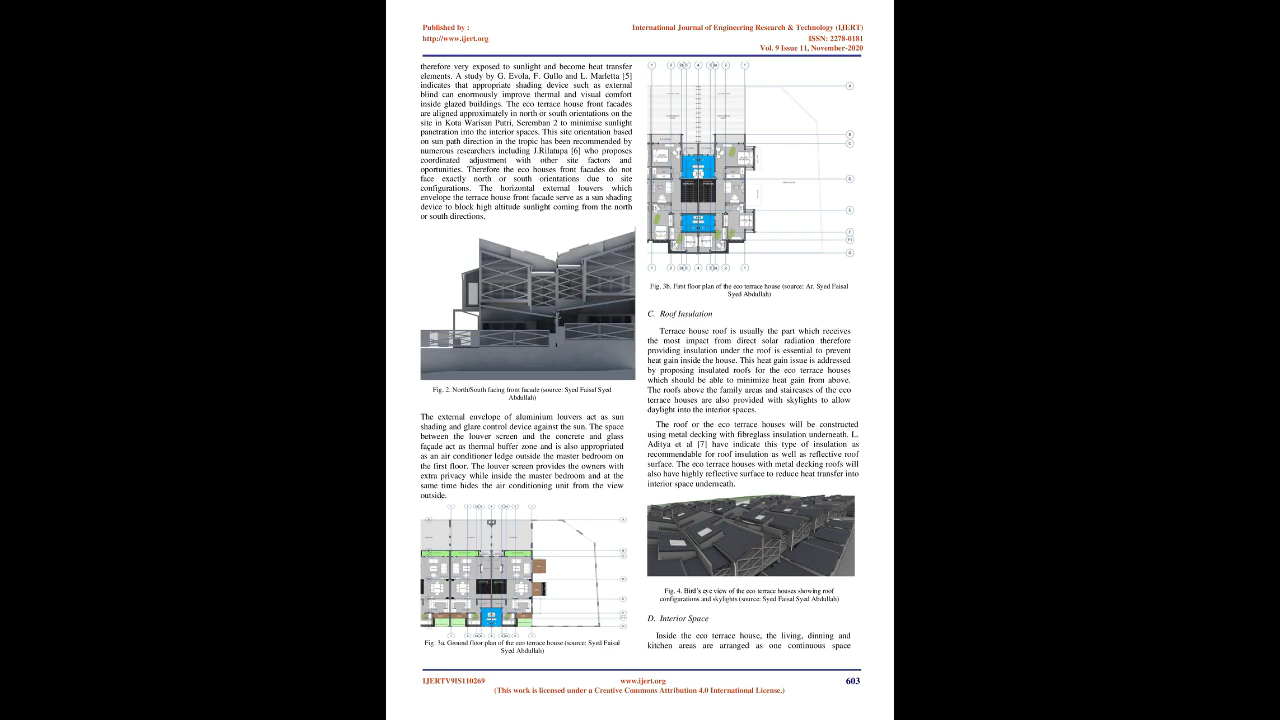 Published by :
http://www.ijert.org
International Journal of Engineering Research & Technology (IJERT)
ISSN: 2278-0181
Vol. 9 Issue 11, November-2020
therefore very exposed to sunlight and become heat transfer
elements. A study by G. Evola, F. Gullo and L. Marletta [5]
indicates that appropriate shading device such as external
blind can enormously improve thermal and visual comfort
inside glazed buildings. The eco terrace house front facades
are aligned approximately in north or south orientations on the
site in Kota Warisan Putri, Seremban 2 to minimise sunlight
panetration into the interior spaces. This site orientation based
on sun path direction in the tropic has been recommended by
numerous researchers including J.Rilatupa [6] who proposes
coordinated adjustment with other site factors and
oportunities. Therefore the eco houses front facades do not
face exactly north or south orientations due to site
configurations. The horizontal external louvers which
envelope the terrace house front facade serve as a sun shading
device to block high altitude sunlight coming from the north
or south directions.
Fig. 2. North/South facing front facade (source: Syed Faisal Syed
Abdullah)
The external envelope of aluminium louvers act as sun
shading and glare control device against the sun. The space
between the louver screen and the concrete and glass
façade act as thermal buffer zone and is also appropriated
as an air conditioner ledge outside the master bedroom on
the first floor. The louver screen provides the owners with
extra privacy while inside the master bedroom and at the
same time hides the air conditioning unit from the view
outside.
Fig. 3a. Ground floor plan of the eco terrace house (source: Syed Faisal
Syed Abdullah)
Fig. 3b. First floor plan of the eco terrace house (source: Ar. Syed Faisal
Syed Abdullah)
C. Roof Insulation
Terrace house roof is usually the part which receives
the most impact from direct solar radiation therefore
providing insulation under the roof is essential to prevent
heat gain inside the house. This heat gain issue is addressed
by proposing insulated roofs for the eco terrace houses
which should be able to minimize heat gain from above.
The roofs above the family areas and staircases of the eco
terrace houses are also provided with skylights to allow
daylight into the interior spaces.
The roof or the eco terrace houses will be constructed
using metal decking with fibreglass insulation underneath. L.
Aditya et al [7] have indicate this type of insulation as
recommendable for roof insulation as well as reflective roof
surface. The eco terrace houses with metal decking roofs will
also have highly reflective surface to reduce heat transfer into
interior space underneath.
Fig. 4. Bird's eye view of the eco terrace houses showing roof
configurations and skylights (source: Syed Faisal Syed Abdullah)
D. Interior Space
Inside the eco terrace house, the living, dinning and
kitchen areas are arranged as one continuous space
IJERTV9IS110269
www.ijert.org
(This work is licensed under a Creative Commons Attribution 4.0 International License.)
603